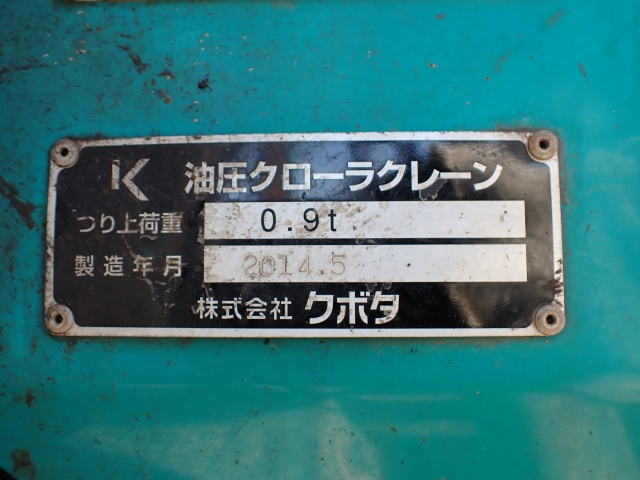 K 油圧クローラクレーン
つり上荷重 0.9t
製造年月 2014.5
株式会社 クボタ